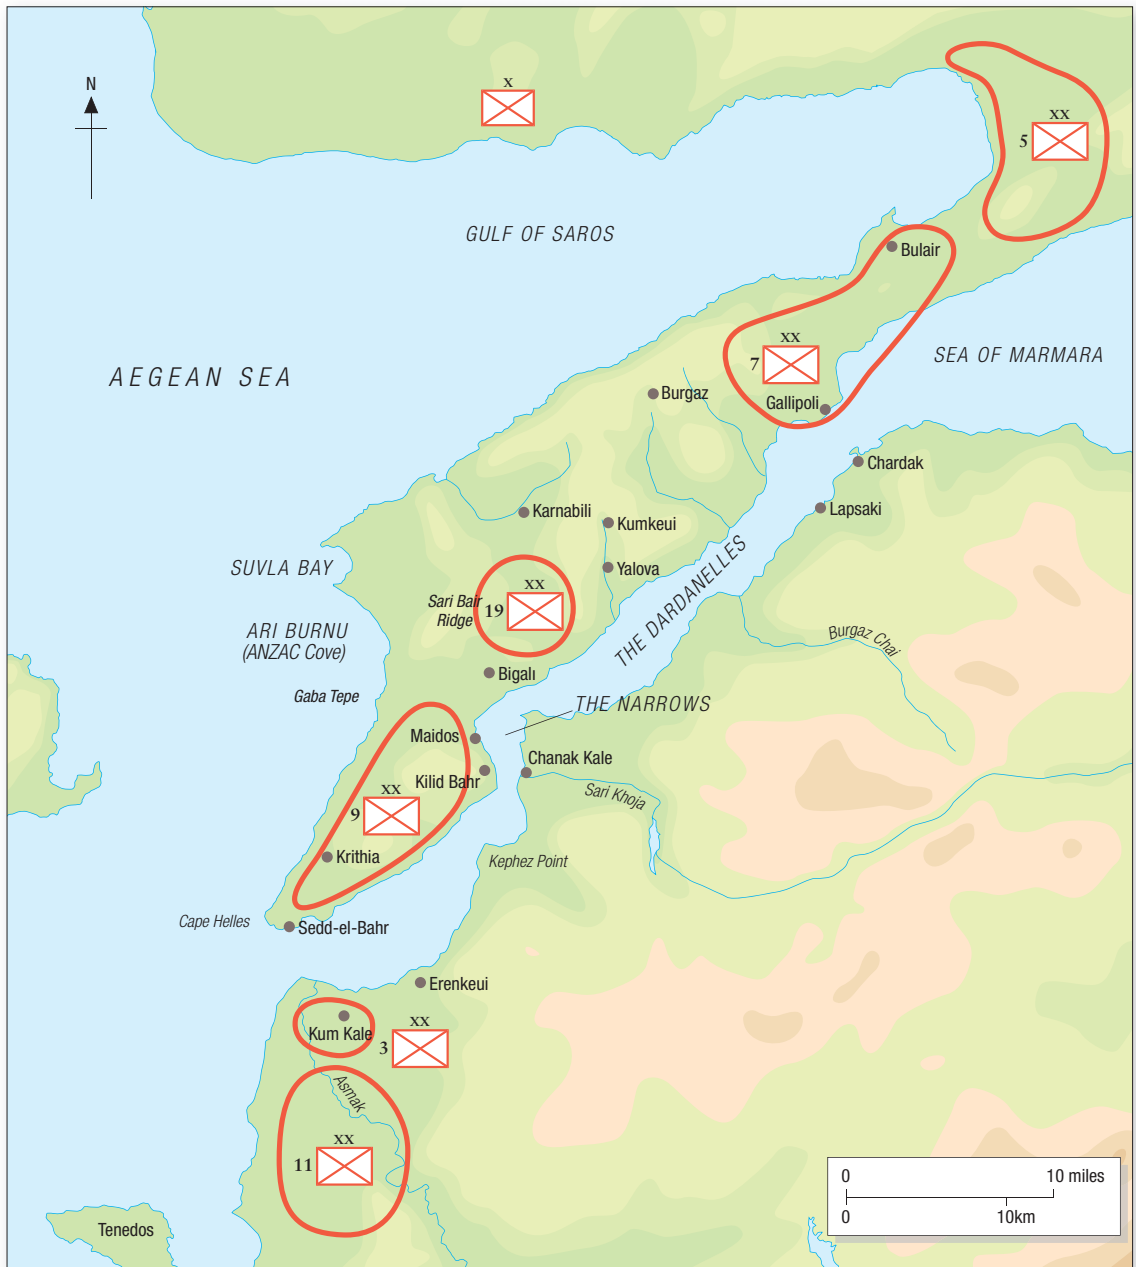 N
X
XX
5
GULF OF SAROS
Bulair
XX
7
SEA OF MARMARA
AEGEAN SEA
Burgaz
Gallipoli
Chardak
Karnabili
Lapsaki
Kumkeui
SUVLA BAY
Yalova
THE DARDANELLES
XX
19
Sari Bair
Ridge
ARI BURNU
(ANZAC Cove)
Burgaz Chai
Bigalı
Gaba Tepe
THE NARROWS
Maidos
Chanak Kale
Kilid Bahr
Sari Khoja
XX
9
Krithia
Kephez Point
Cape Helles
Sedd-el-Bahr
Erenkeui
Kum Kale
XX
3
Asmak
XX
11
Tenedos
0 10 miles
0 10km